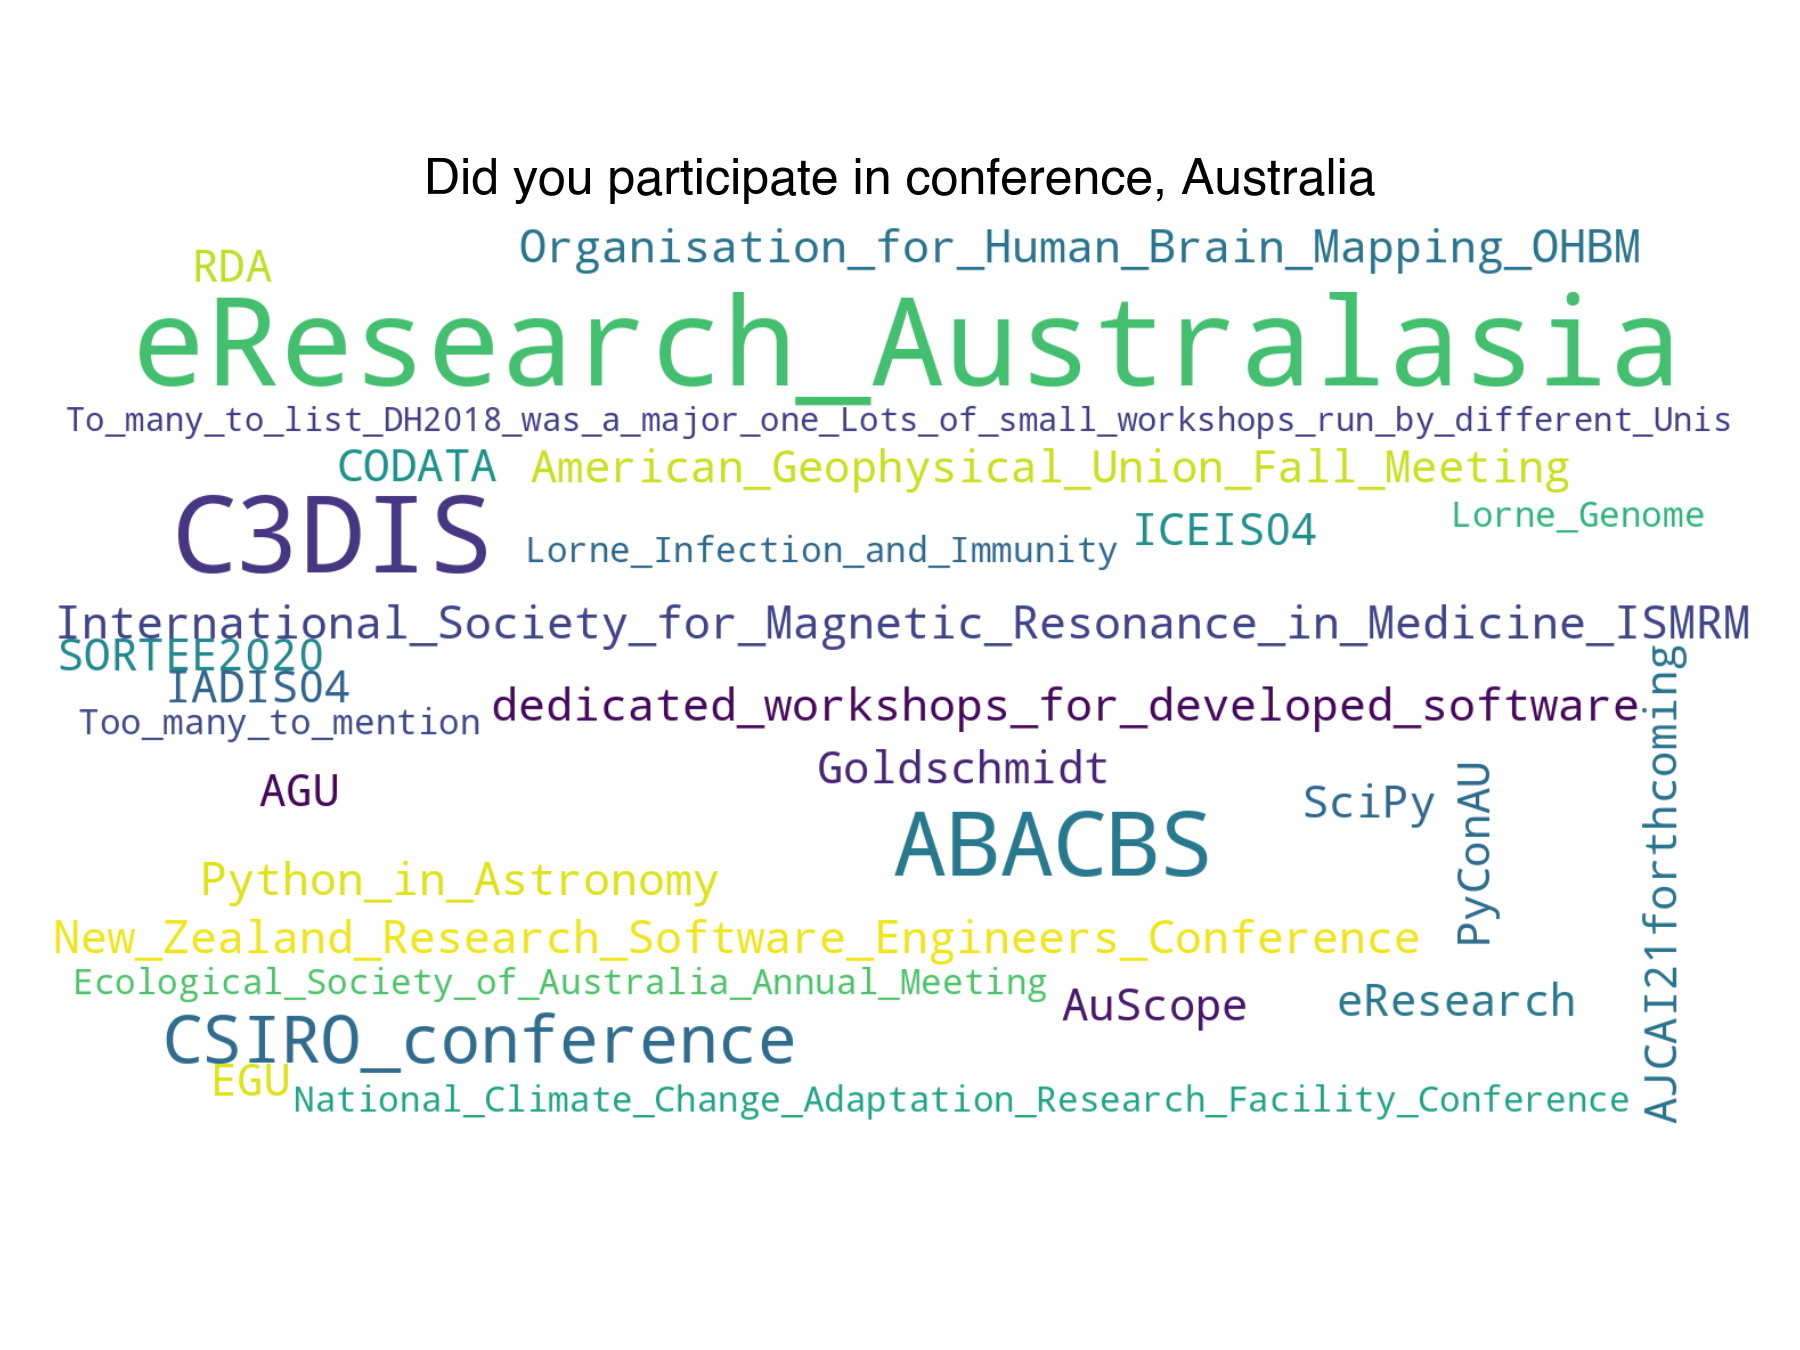 Did you participate in conference, Australia
RDA
Organisation_for_Human_Brain_Mapping_OHBM
eResearch_Australasia
To_many_to_list_DH2018_was_a_major_one_Lots_of_small_workshops_run_by_different_Unis
CODATA
American_Geophysical_Union_Fall_Meeting
C3DIS
Lorne_Infection_and_Immunity
ICEIS04
Lorne_Genome
International_Society_for_Magnetic_Resonance_in_Medicine_ISMRM
SORTEE2020
IADIS04
Too_many_to_mention
dedicated_workshops_for_developed_software
Goldschmidt
AGU
SciPy
PyConAU
AJCAI21forthcoming
ABACBS
Python_in_Astronomy
New_Zealand_Research_Software_Engineers_Conference
Ecological_Society_of_Australia_Annual_Meeting
AuScope
eResearch
CSIRO_conference
EGU
National_Climate_Change_Adaptation_Research_Facility_Conference